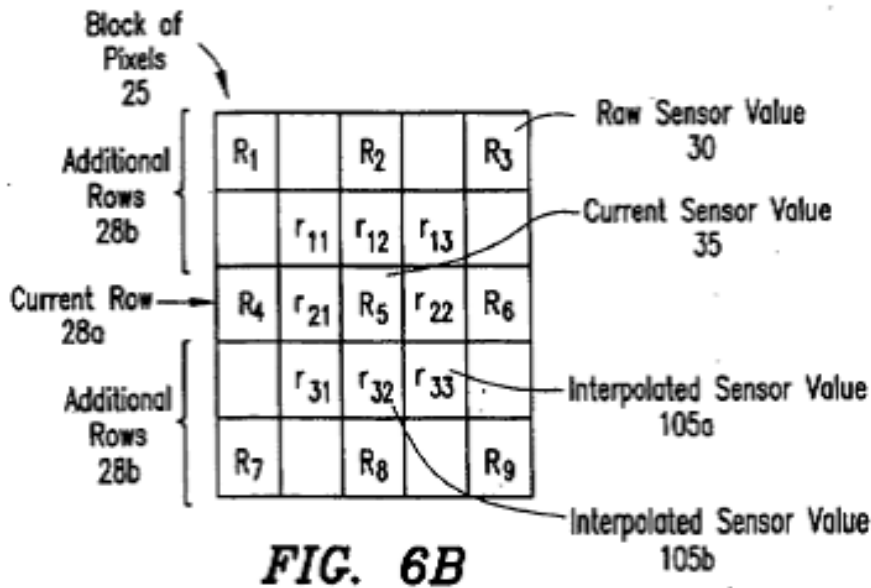 Block of
Pixels
25
Additional
Rows
28b
Current Row
28a
Additional
Rows
28b
R1 R2 R3
r11 r12 r13
R4 r21 R5 r22 R6
r31 r32 r33
R7 R8 R9
Raw Sensor Value
30
Current Sensor Value
35
Interpolated Sensor Value
105a
Interpolated Sensor Value
105b
FIG. 6B